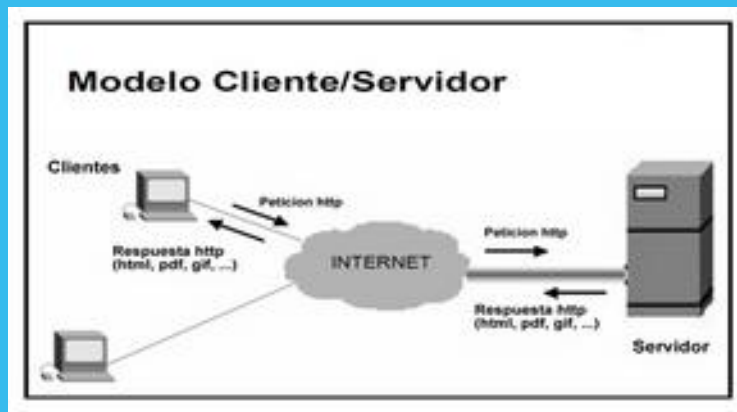 Modelo Cliente/Servidor
Clientes
Peticion http
Respuesta http
(html, pdf, gif, ...)
INTERNET
Peticion http
Respuesta http
(html, pdf, gif, ...)
Servidor